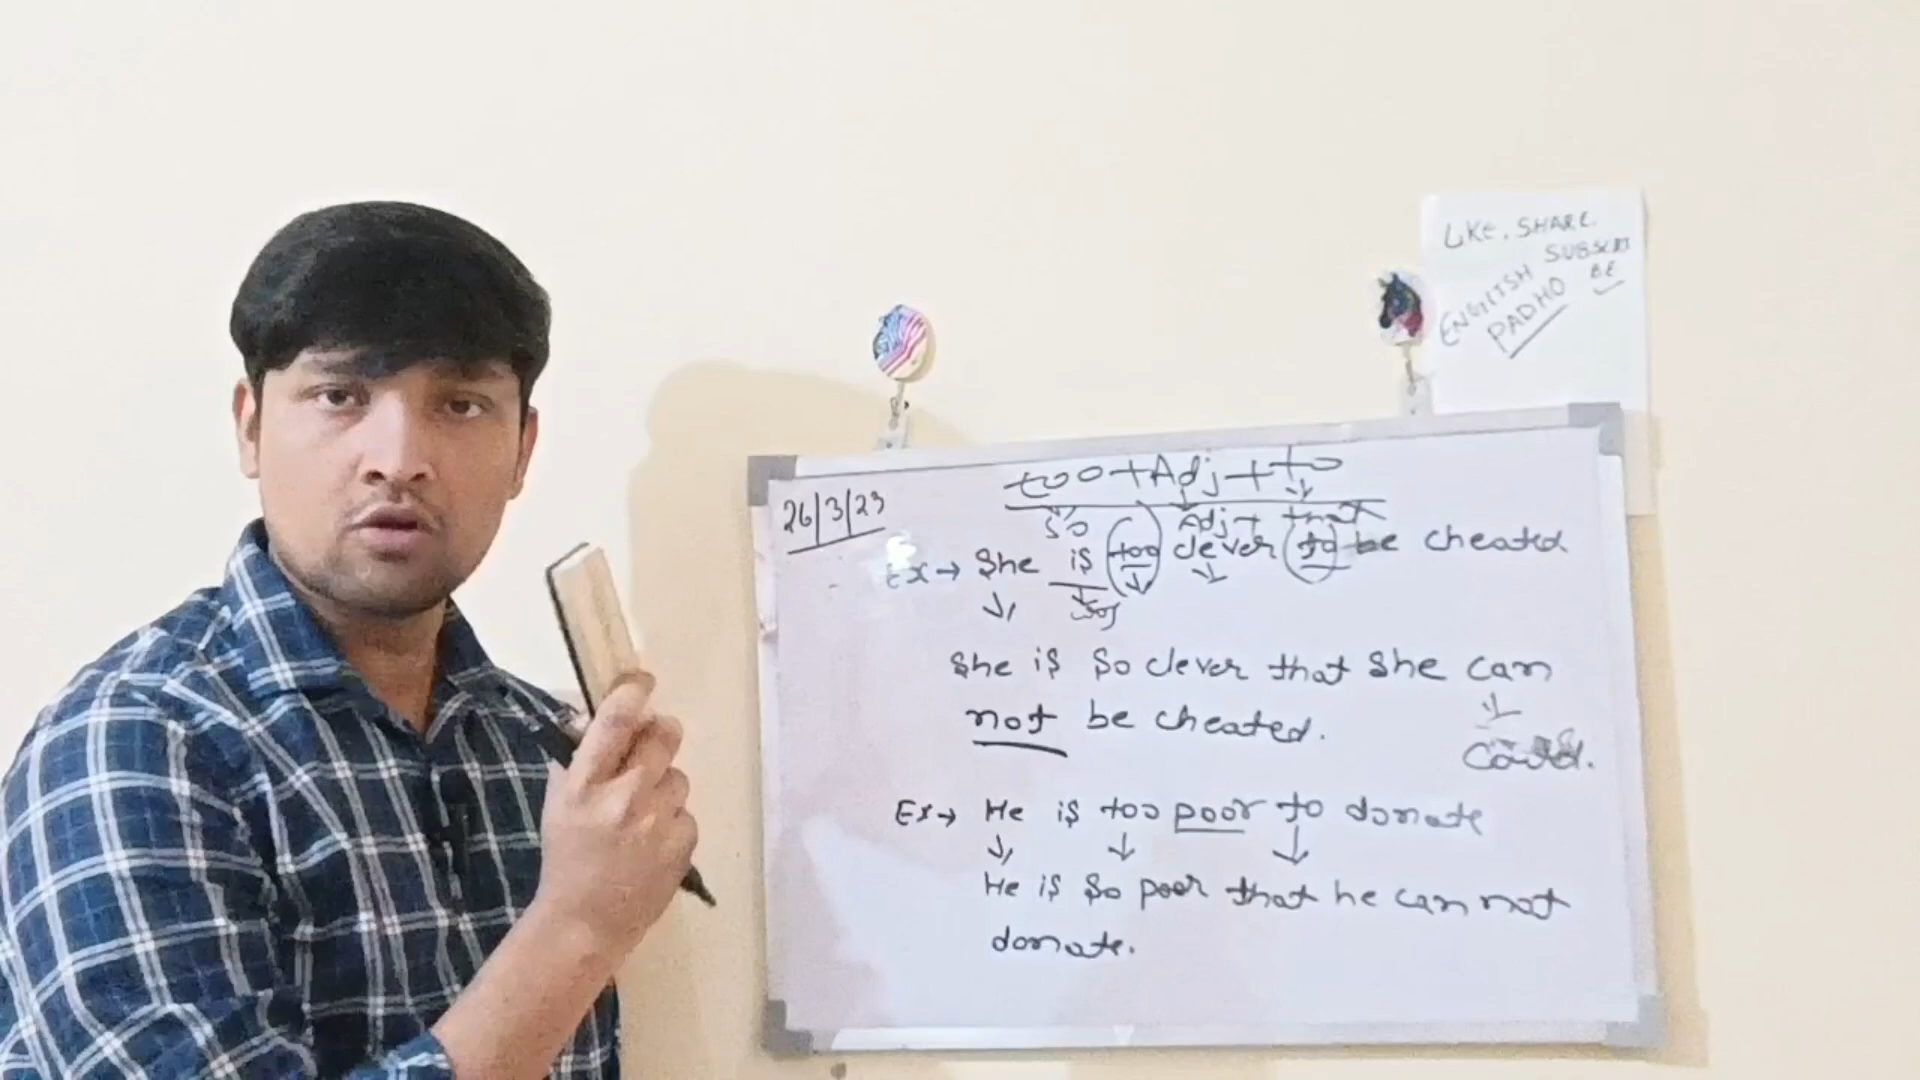 LIKE. SHARE.
SUBSCRI
BE
ENGLISH
PADHO
too+Adj+to
26/3/23
so Adj+ that
Ex→ She is too clever to be cheated
She is so clever that she can
not be cheated.
Could.
Ex→ He is too poor to donate
He is so poor that he can not
donate.